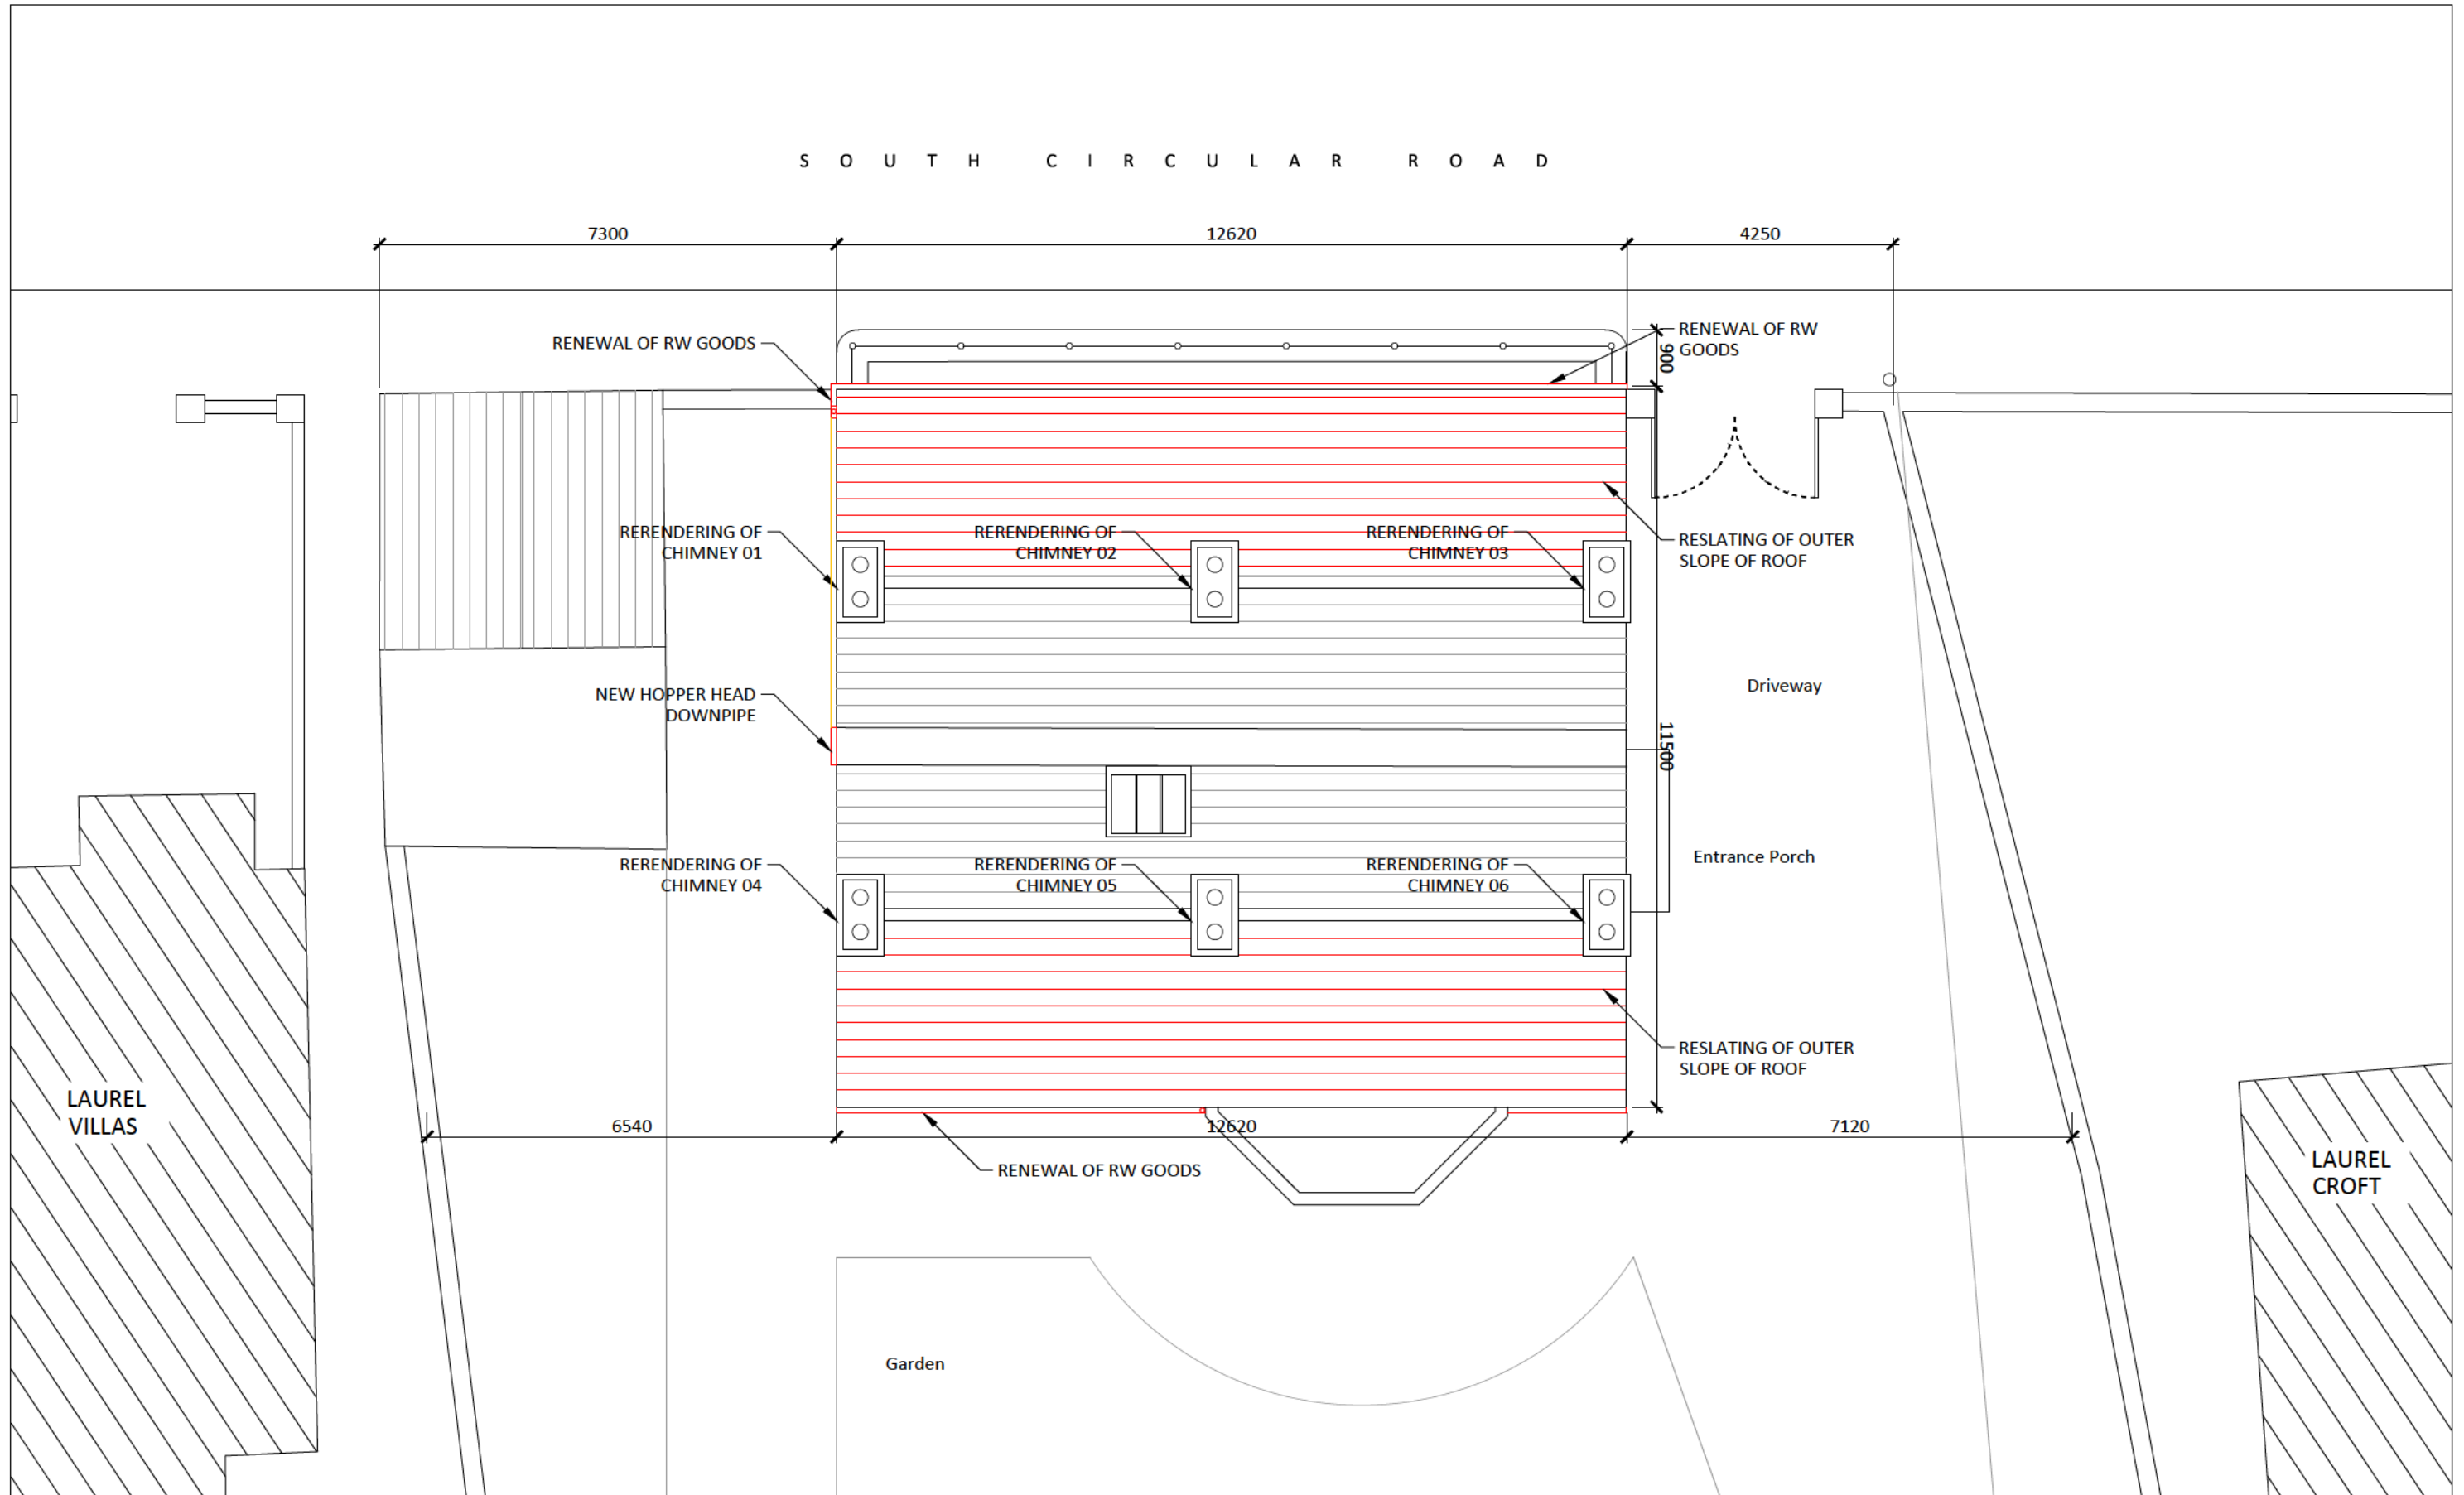 SOUTH CIRCULAR ROAD
7300
12620
4250
RENEWAL OF RW GOODS
RENEWAL OF RW
GOODS
900
RERENDERING OF
CHIMNEY 01
RERENDERING OF
CHIMNEY 02
RERENDERING OF
CHIMNEY 03
RESLATING OF OUTER
SLOPE OF ROOF
NEW HOPPER HEAD
DOWNPIPE
Driveway
11500
Entrance Porch
RERENDERING OF
CHIMNEY 04
RERENDERING OF
CHIMNEY 05
RERENDERING OF
CHIMNEY 06
RESLATING OF OUTER
SLOPE OF ROOF
LAUREL
VILLAS
6540
12620
7120
RENEWAL OF RW GOODS
LAUREL
CROFT
Garden